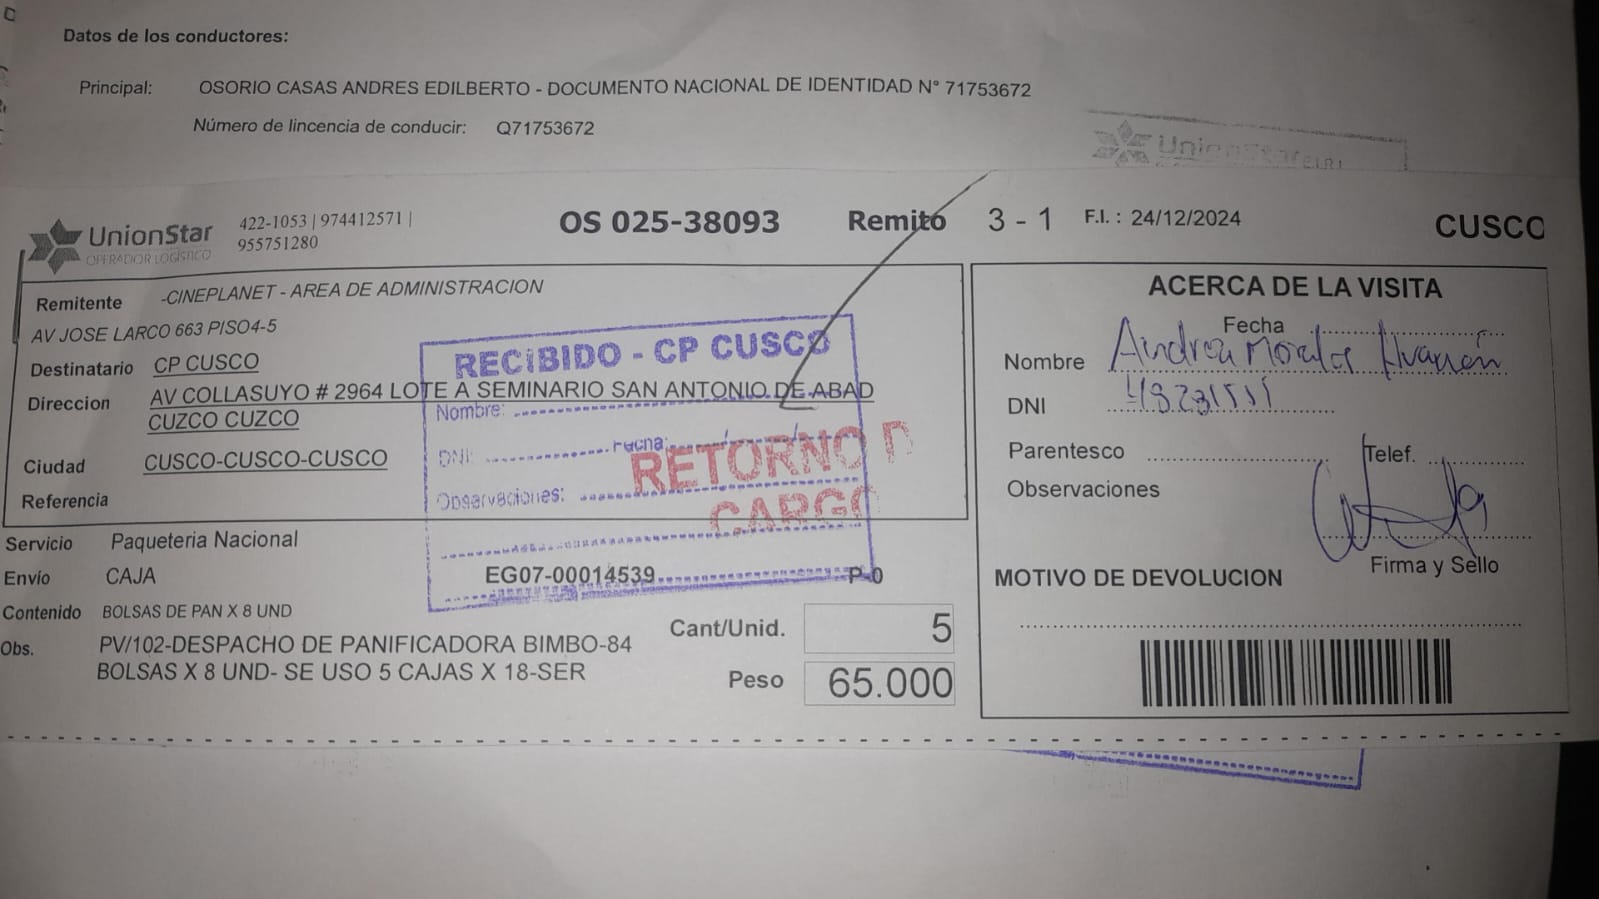 Datos de los conductores:
Principal: OSORIO CASAS ANDRES EDILBERTO - DOCUMENTO NACIONAL DE IDENTIDAD N° 71753672
Número de lincencia de conducir: Q71753672
UnionStar E.I.R.L
UnionStar
OPERADOR LOGÍSTICO
422-1053 | 974412571 |
955751280
OS 025-38093 Remito 3 - 1 F.I. : 24/12/2024 CUSCO
Remitente -CINEPLANET - AREA DE ADMINISTRACION
AV JOSE LARCO 663 PISO4-5
Destinatario CP CUSCO
Direccion AV COLLASUYO # 2964 LOTE A SEMINARIO SAN ANTONIO DE ABAD
CUZCO CUZCO
Ciudad CUSCO-CUSCO-CUSCO
Referencia
RECIBIDO - CP CUSCO
Nombre:
DNI: Fecha:
Observaciones:
RETORNO D
CARGO
Servicio Paqueteria Nacional
Envío CAJA EG07-00014539 P-0
Contenido BOLSAS DE PAN X 8 UND
Obs. PV/102-DESPACHO DE PANIFICADORA BIMBO-84
BOLSAS X 8 UND- SE USO 5 CAJAS X 18-SER
Cant/Unid. 5
Peso 65.000
ACERCA DE LA VISITA
Fecha
Nombre Andrea Morales
DNI
Parentesco Telef.
Observaciones
Firma y Sello
MOTIVO DE DEVOLUCION